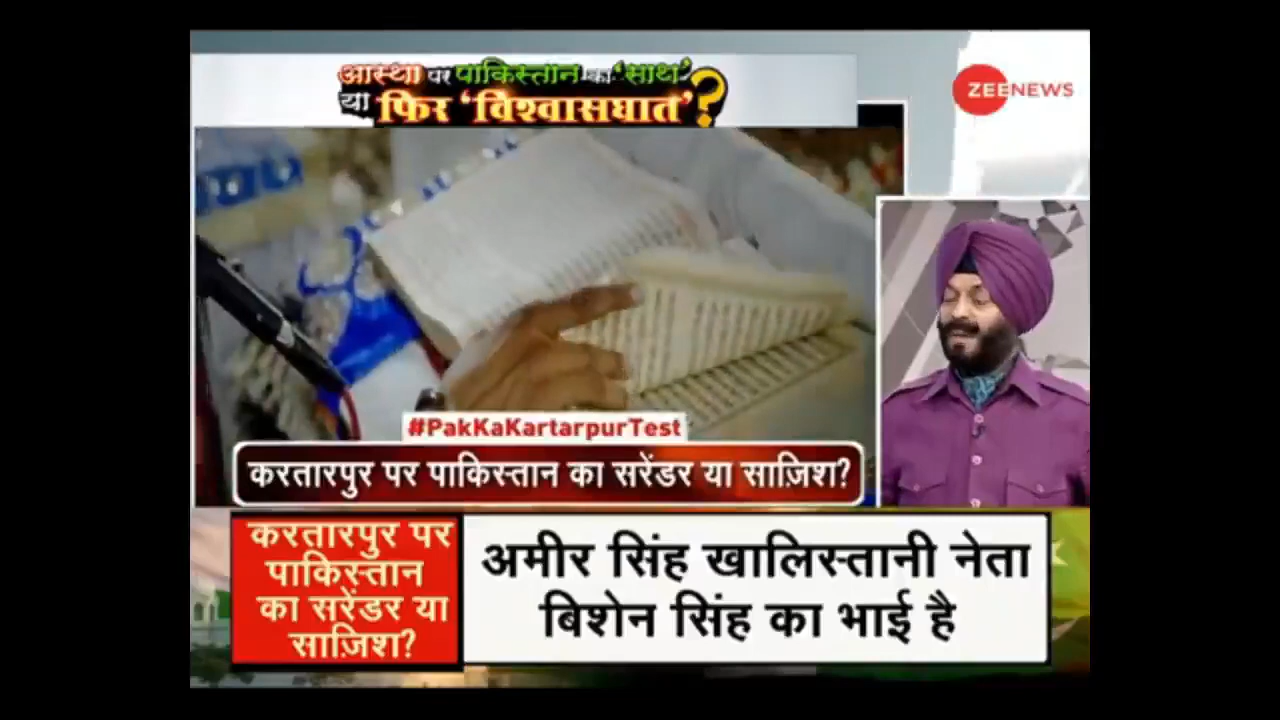 आस्था पर पाकिस्तान का 'साथ'
या फिर 'विश्वासघात'?
ZEENEWS
#PakKaKartarpurTest
करतारपुर पर पाकिस्तान का सरेंडर या साज़िश?
करतारपुर पर
पाकिस्तान
का सरेंडर या
साज़िश?
अमीर सिंह खालिस्तानी नेता
बिशेन सिंह का भाई है